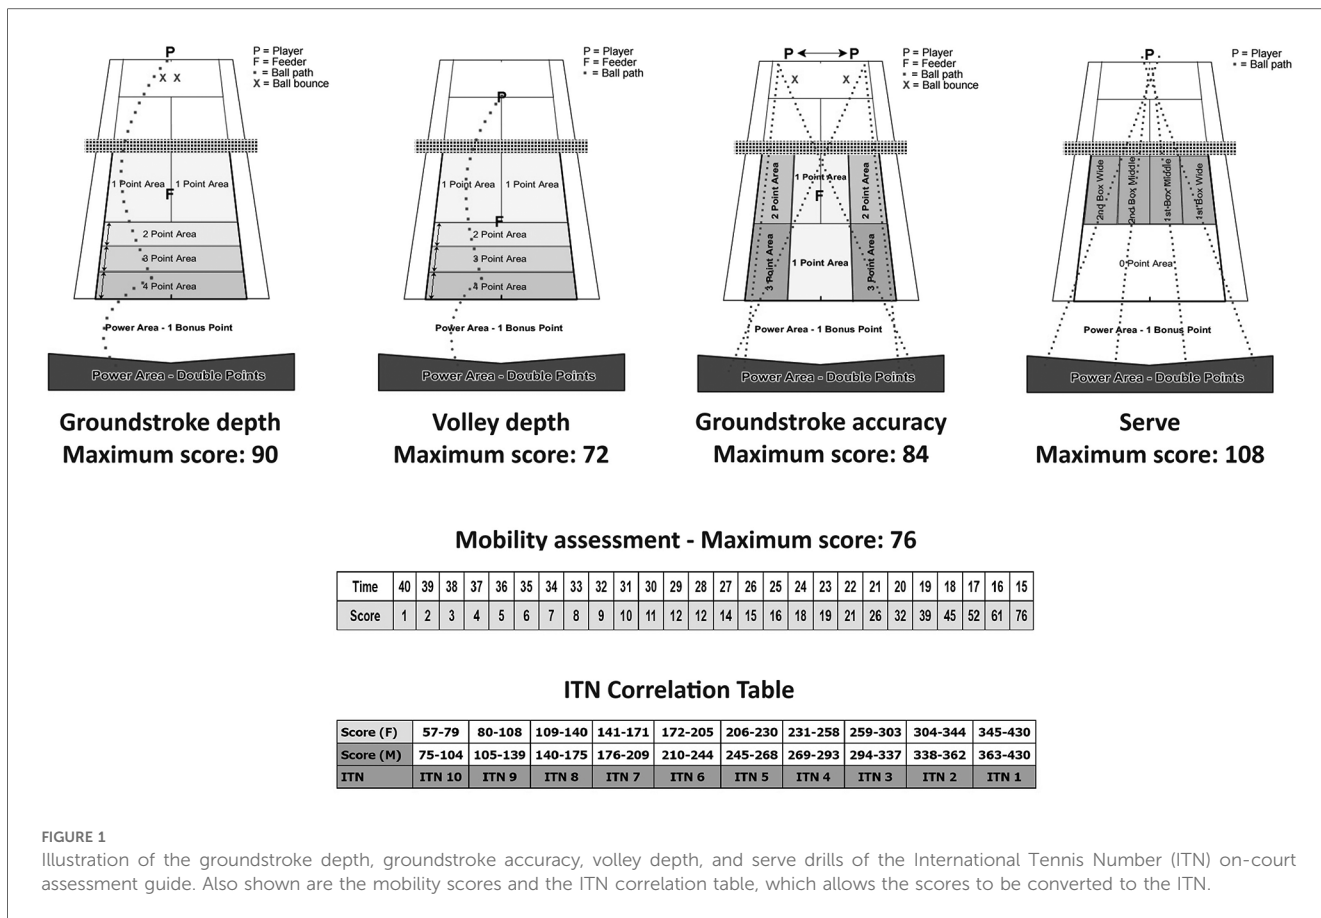 P
P = Player
F = Feeder
• = Ball path
X = Ball bounce
X X
1 Point Area 1 Point Area
F
2 Point Area
3 Point Area
4 Point Area
Power Area - 1 Bonus Point
Power Area - Double Points
Groundstroke depth
Maximum score: 90
P = Player
F = Feeder
• = Ball path
P
1 Point Area 1 Point Area
F
2 Point Area
3 Point Area
4 Point Area
Power Area - 1 Bonus Point
Power Area - Double Points
Volley depth
Maximum score: 72
P P
P = Player
F = Feeder
• = Ball path
X = Ball bounce
X X
2 Point Area
1 Point Area
F
2 Point Area
3 Point Area
1 Point Area
3 Point Area
Power Area - 1 Bonus Point
Power Area - Double Points
Groundstroke accuracy
Maximum score: 84
P
P = Player
• = Ball path
2nd Box Wide
2nd Box Middle
1st Box Middle
1st Box Wide
0 Point Area
Power Area - 1 Bonus Point
Power Area - Double Points
Serve
Maximum score: 108
Mobility assessment - Maximum score: 76
Time 40 39 38 37 36 35 34 33 32 31 30 29 28 27 26 25 24 23 22 21 20 19 18 17 16 15
Score 1 2 3 4 5 6 7 8 9 10 11 12 12 14 15 16 18 19 21 26 32 39 45 52 61 76
ITN Correlation Table
Score (F) 57-79 80-108 109-140 141-171 172-205 206-230 231-258 259-303 304-344 345-430
Score (M) 75-104 105-139 140-175 176-209 210-244 245-268 269-293 294-337 338-362 363-430
ITN ITN 10 ITN 9 ITN 8 ITN 7 ITN 6 ITN 5 ITN 4 ITN 3 ITN 2 ITN 1
FIGURE 1
Illustration of the groundstroke depth, groundstroke accuracy, volley depth, and serve drills of the International Tennis Number (ITN) on-court
assessment guide. Also shown are the mobility scores and the ITN correlation table, which allows the scores to be converted to the ITN.